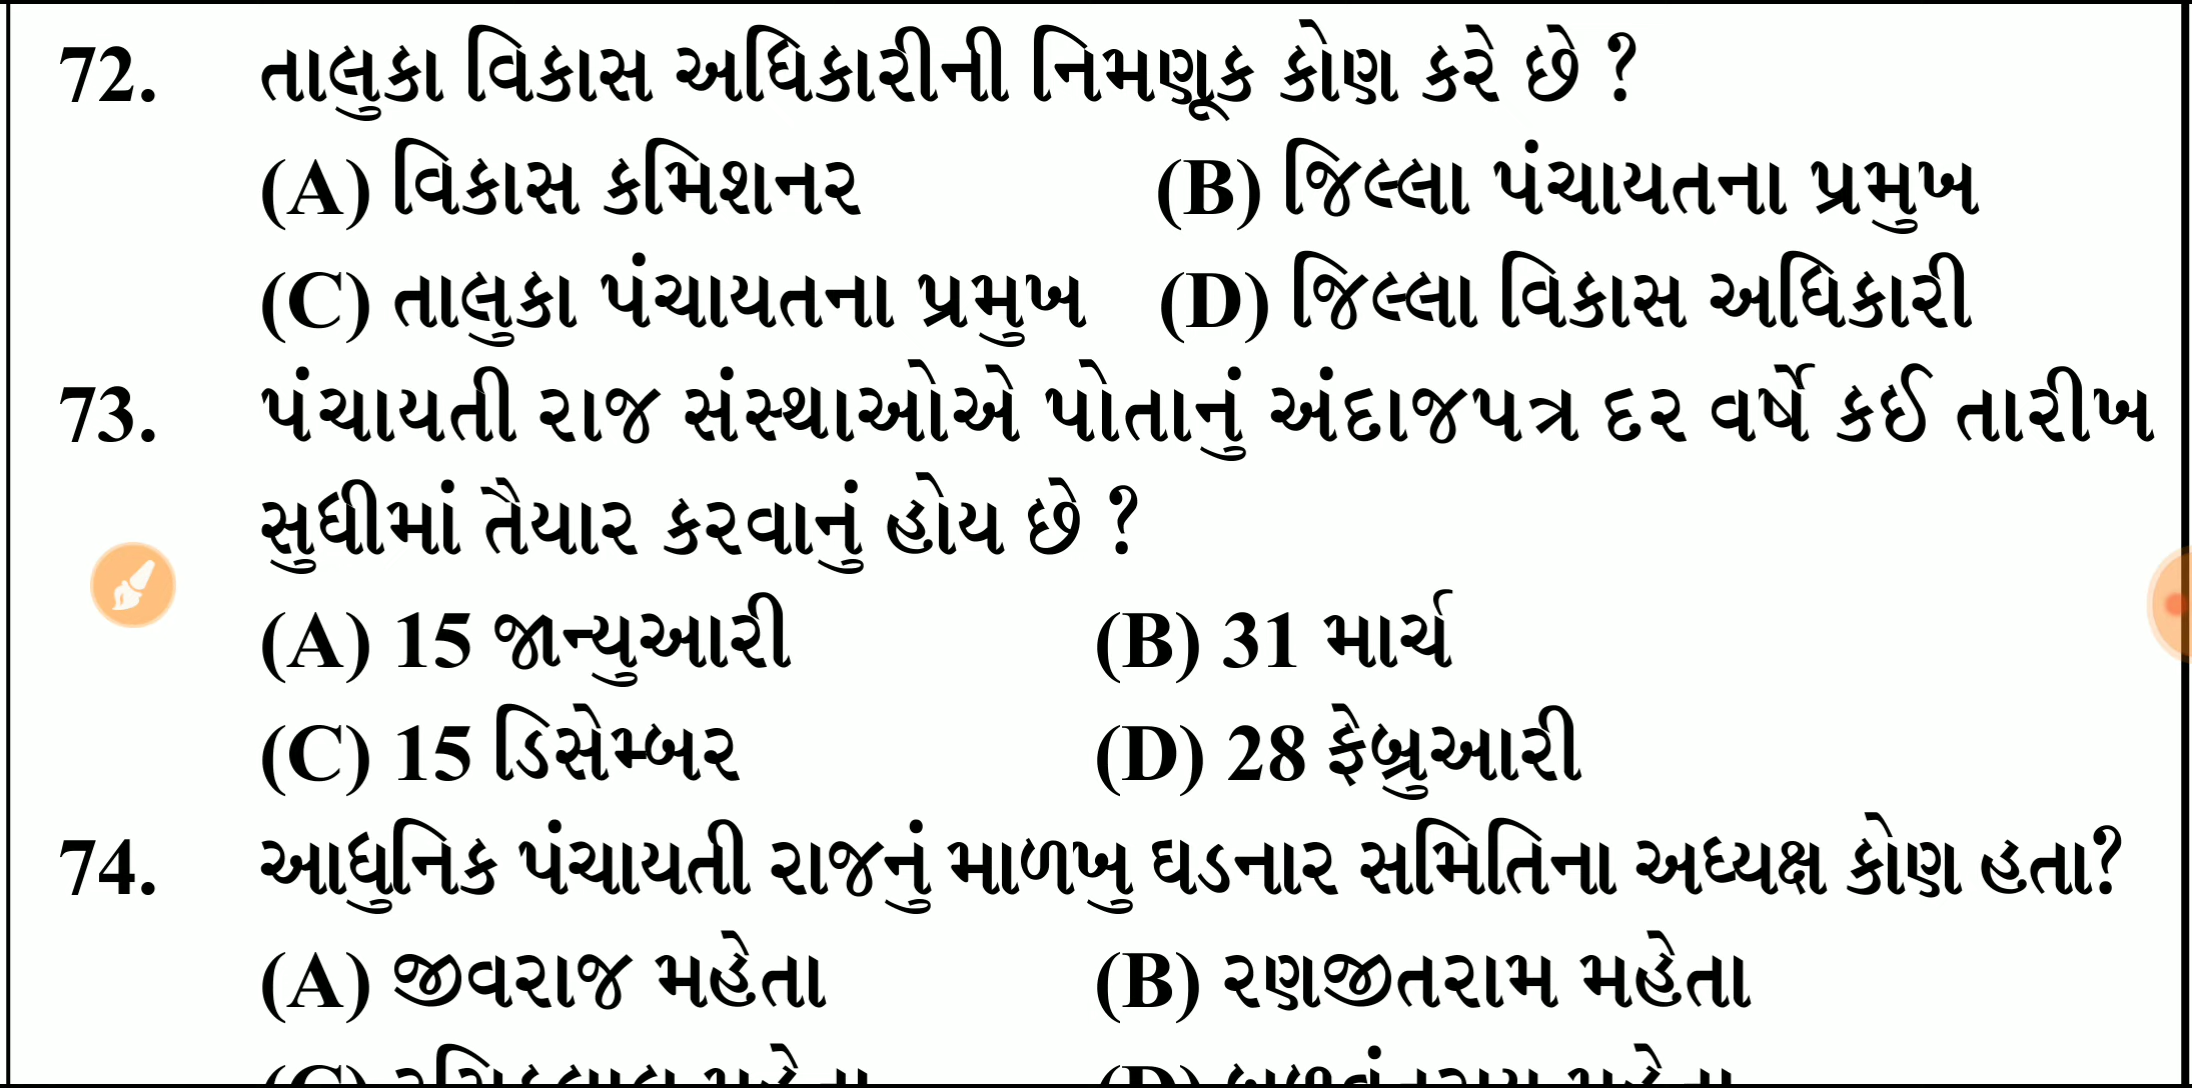 72. તાલુકા વિકાસ અધિકારીની નિમણૂક કોણ કરે છે ?
(A) વિકાસ કમિશનર (B) જિલ્લા પંચાયતના પ્રમુખ
(C) તાલુકા પંચાયતના પ્રમુખ (D) જિલ્લા વિકાસ અધિકારી
73. પંચાયતી રાજ સંસ્થાઓએ પોતાનું અંદાજપત્ર દર વર્ષે કઈ તારીખ
સુધીમાં તૈયાર કરવાનું હોય છે ?
(A) 15 જાન્યુઆરી (B) 31 માર્ચ
(C) 15 ડિસેમ્બર (D) 28 ફેબ્રુઆરી
74. આધુનિક પંચાયતી રાજનું માળખુ ઘડનાર સમિતિના અધ્યક્ષ કોણ હતા?
(A) જીવરાજ મહેતા (B) રણજીતરામ મહેતા